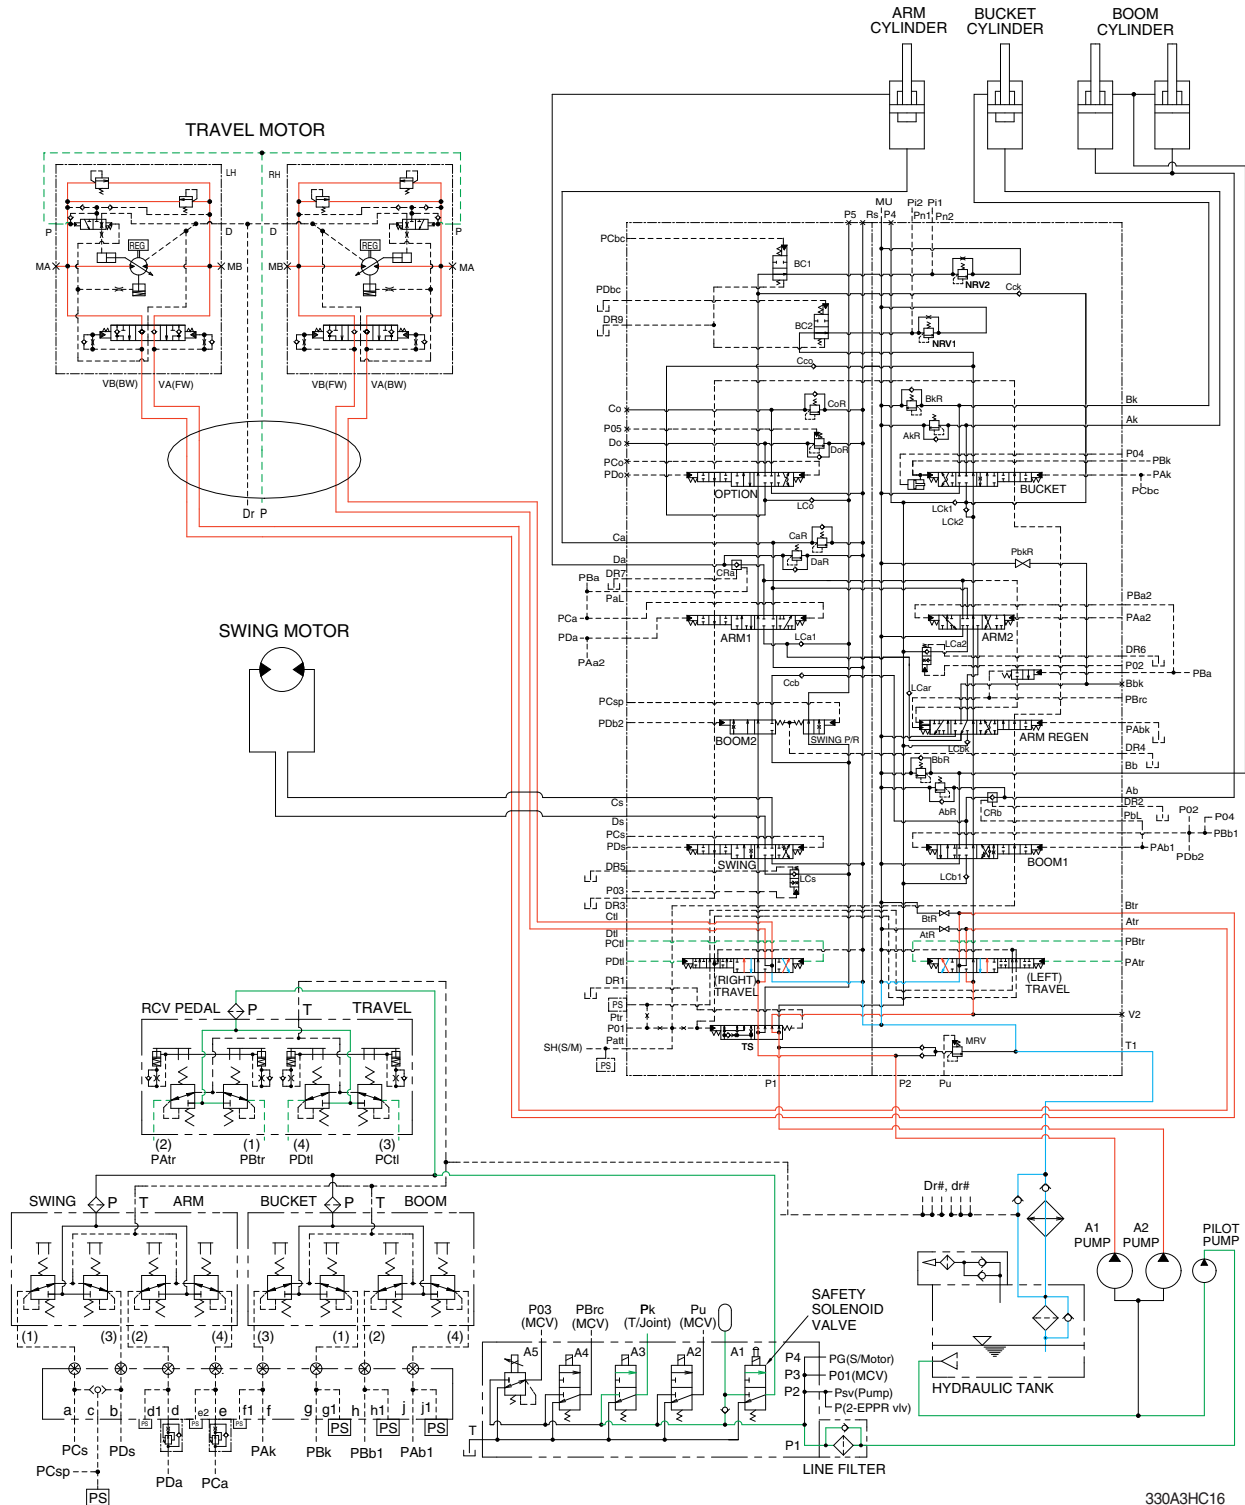 ARM
CYLINDER
BUCKET
CYLINDER
BOOM
CYLINDER
TRAVEL MOTOR
LH
RH
P
D
D
P
REG
REG
MA
MB
MB
MA
VB(BW)
VA(FW)
VB(FW)
VA(BW)
Dr
P
SWING MOTOR
MU
Pi2
Pi1
P5
Rs
P4
Pn1
Pn2
PCbc
BC1
NRV2
Cck
PDbc
DR9
BC2
NRV1
Cco
Co
CoR
BkR
Bk
P05
AkR
Ak
Do
DoR
PCo
P04
PBk
PDo
PAk
OPTION
BUCKET
PCbc
LCo
LCk1
LCk2
Ca
CaR
Da
DaR
PbkR
DR7
CRa
PBa
PaL
PBa2
PCa
PAa2
PDa
ARM1
ARM2
LCa1
LCa2
PAa2
DR6
P02
Ccb
LCar
PBa
Bbk
PCsp
PBrc
PDb2
PAbk
BOOM2
SWING P/R
ARM REGEN
LCbk
DR4
BbR
Bb
AbR
Ab
Cs
CRb
DR2
Ds
PbL
P02
P04
PCs
PBb1
PDs
PAb1
SWING
BOOM1
PDb2
DR5
LCs
LCb1
P03
DR3
Ctl
BtR
Btr
Atr
Dtl
AtR
PCtl
PBtr
PDtl
PAtr
DR1
(RIGHT)
TRAVEL
(LEFT)
TRAVEL
PS
Ptr
V2
P01
Patt
TS
MRV
SH(S/M)
T1
PS
P1
P2
Pu
RCV PEDAL
P
T
TRAVEL
(2)
(1)
(4)
(3)
PAtr
PBtr
PDtl
PCtl
SWING
P
T
ARM
BUCKET
P
T
BOOM
(1)
(3)
(2)
(4)
(3)
(1)
(2)
(4)
a
c
b
d1
d
e2
e
f1
f
g
g1
h
h1
j
j1
PS
PS
PS
PS
PS
PS
PCs
PDs
PAk
PBk
PBb1
PAb1
PCsp
PDa
PCa
PS
Dr#, dr#
A1
PUMP
A2
PUMP
PILOT
PUMP
HYDRAULIC TANK
SAFETY
SOLENOID
VALVE
P03
(MCV)
PBrc
(MCV)
Pk
(T/Joint)
Pu
(MCV)
A5
A4
A3
A2
A1
P4
PG(S/Motor)
P3
P01(MCV)
P2
Psv(Pump)
P(2-EPPR vlv)
T
P1
LINE FILTER
330A3HC16